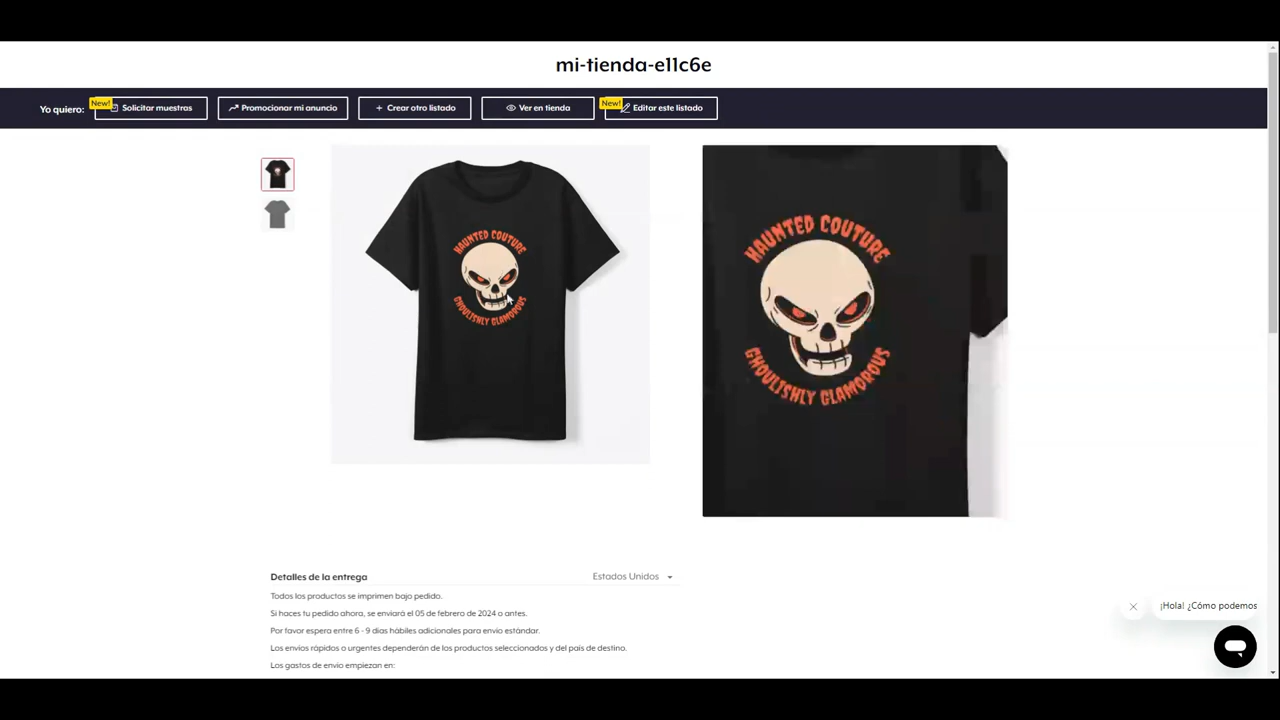 mi-tienda-e11c6e
Yo quiero:
New!
Solicitar muestras
Promocionar mi anuncio
+ Crear otro listado
Ver en tienda
New!
Editar este listado
HAUNTED COUTURE
GHOULISHLY GLAMOROUS
HAUNTED COUTURE
GHOULISHLY GLAMOROUS
Detalles de la entrega
Estados Unidos
Todos los productos se imprimen bajo pedido.
Si haces tu pedido ahora, se enviará el 05 de febrero de 2024 o antes.
Por favor espera entre 6 - 9 días hábiles adicionales para envío estándar.
Los envíos rápidos o urgentes dependerán de los productos seleccionados y del país de destino.
Los gastos de envío empiezan en:
¡Hola! ¿Cómo podemos